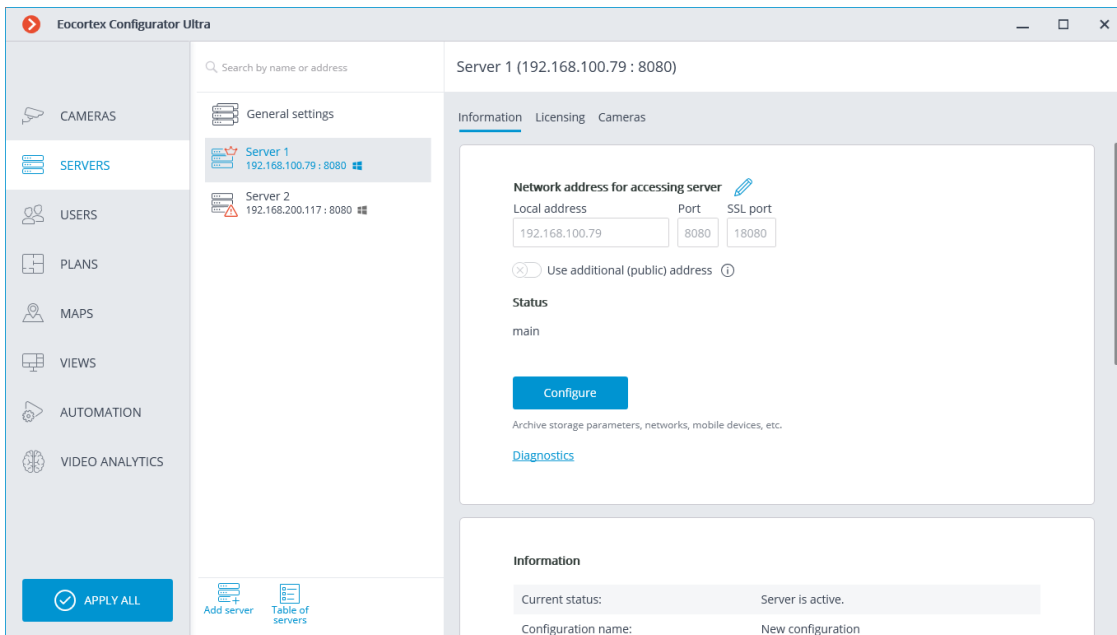 Eocortex Configurator Ultra
Search by name or address
Server 1 (192.168.100.79 : 8080)
CAMERAS
SERVERS
USERS
PLANS
MAPS
VIEWS
AUTOMATION
VIDEO ANALYTICS
APPLY ALL
General settings
Server 1
192.168.100.79 : 8080
Server 2
192.168.200.117 : 8080
Add server
Table of
servers
Information Licensing Cameras
Network address for accessing server
Local address Port SSL port
192.168.100.79 8080 18080
Use additional (public) address
Status
main
Configure
Archive storage parameters, networks, mobile devices, etc.
Diagnostics
Information
Current status: Server is active.
Configuration name: New configuration